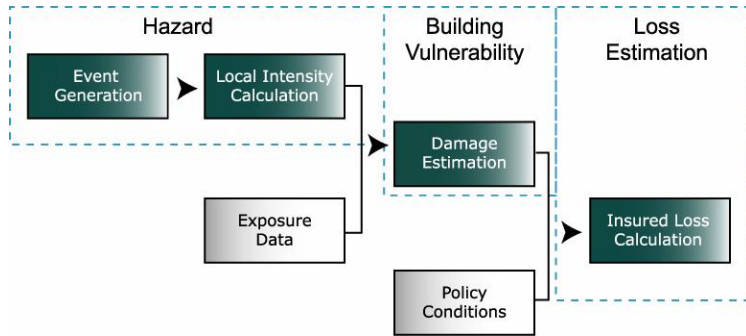 Hazard
Building
Vulnerability
Loss
Estimation
Event
Generation
Local Intensity
Calculation
Damage
Estimation
Exposure
Data
Insured Loss
Calculation
Policy
Conditions